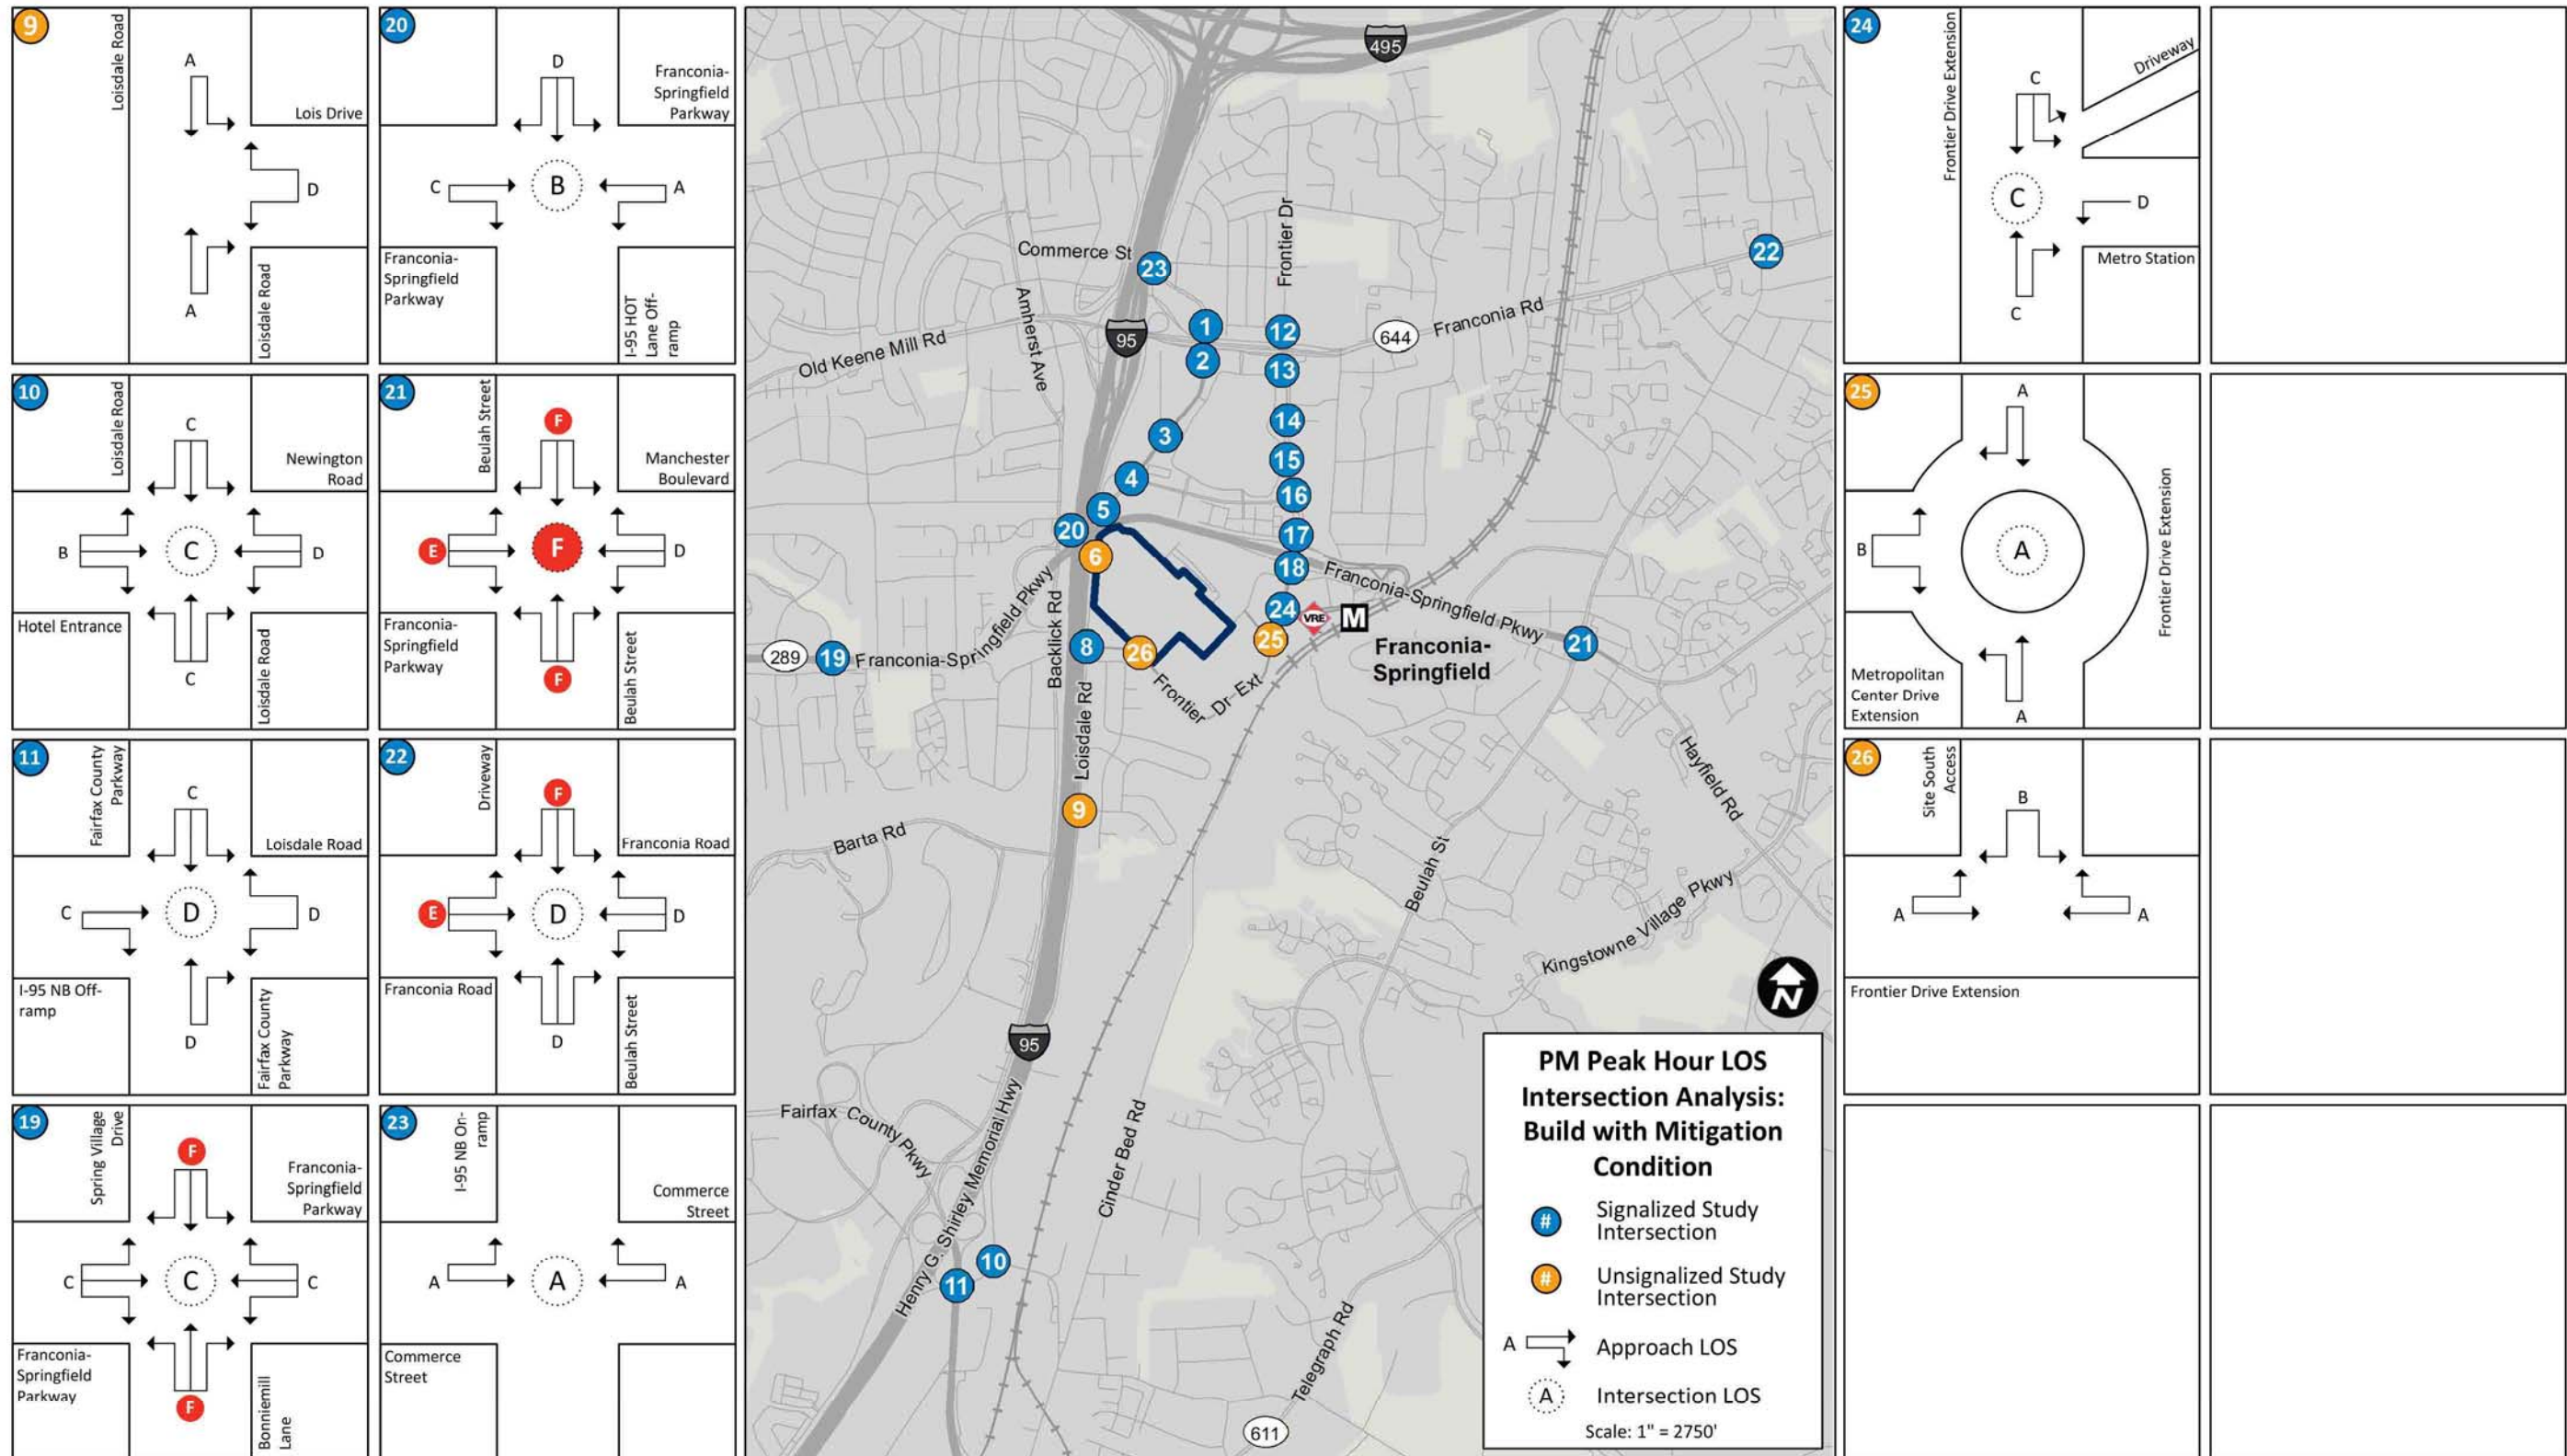 9
Loisdale Road
A
Lois Drive
D
A
Loisdale Road
20
D
Franconia-
Springfield
Parkway
C
B
A
Franconia-
Springfield
Parkway
I-95 HOT
Lane Off-
ramp
10
Loisdale Road
C
Newington
Road
B
C
D
Hotel Entrance
C
Loisdale Road
21
Beulah Street
F
Manchester
Boulevard
E
F
D
Franconia-
Springfield
Parkway
F
Beulah Street
11
Fairfax County
Parkway
C
Loisdale Road
C
D
D
I-95 NB Off-
ramp
D
Fairfax County
Parkway
22
Driveway
F
Franconia Road
E
D
D
Franconia Road
D
Beulah Street
19
Spring Village
Drive
F
Franconia-
Springfield
Parkway
C
C
C
Franconia-
Springfield
Parkway
F
Bonniemill
Lane
23
I-95 NB On-
ramp
Commerce
Street
A
A
A
Commerce
Street
495
Frontier Dr
Commerce St
23
22
Amherst Ave
95
1
12
644
Franconia Rd
Old Keene Mill Rd
2
13
14
3
15
4
16
5
20
17
6
18
Franconia-Springfield Pkwy
Backlick Rd
24
VRE
M
25
Franconia-
Springfield
21
289
19
Franconia-Springfield Pkwy
8
26
Frontier Dr Ext
Loisdale Rd
Hayfield Rd
9
Barta Rd
Beulah St
Kingstowne Village Pkwy
N
95
Fairfax County Pkwy
Henry G. Shirley Memorial Hwy
Cinder Bed Rd
10
11
Telegraph Rd
611
PM Peak Hour LOS
Intersection Analysis:
Build with Mitigation
Condition
#
Signalized Study
Intersection
#
Unsignalized Study
Intersection
A
Approach LOS
A
Intersection LOS
Scale: 1" = 2750'
24
Frontier Drive Extension
C
Driveway
C
D
Metro Station
C
25
A
B
A
Frontier Drive Extension
Metropolitan
Center Drive
Extension
A
26
Site South
Access
B
A
A
Frontier Drive Extension